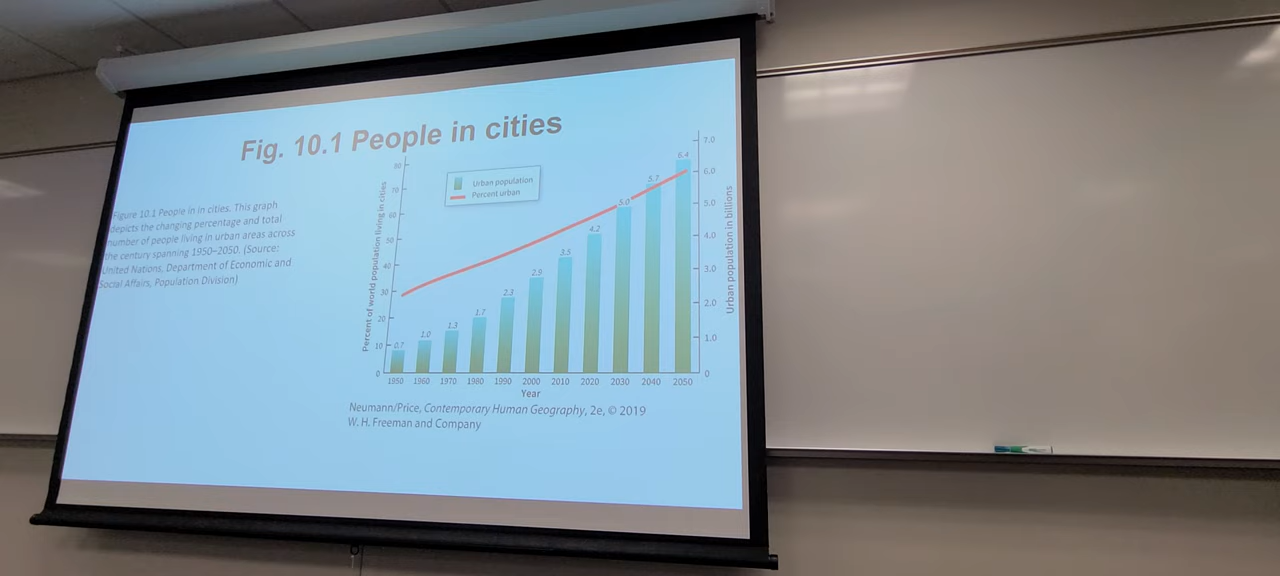 Fig. 10.1 People in cities
Figure 10.1 People in in cities. This graph
depicts the changing percentage and total
number of people living in urban areas across
the century spanning 1950–2050. (Source:
United Nations, Department of Economic and
Social Affairs, Population Division)
Percent of world population living in cities
80
70
60
50
40
30
20
10
0
Urban population
Percent urban
0.7
1.0
1.3
1.7
2.3
2.9
3.5
4.2
5.0
5.7
6.4
7.0
6.0
5.0
4.0
3.0
2.0
1.0
0
Urban population in billions
1950 1960 1970 1980 1990 2000 2010 2020 2030 2040 2050
Year
Neumann/Price, Contemporary Human Geography, 2e, © 2019
W. H. Freeman and Company